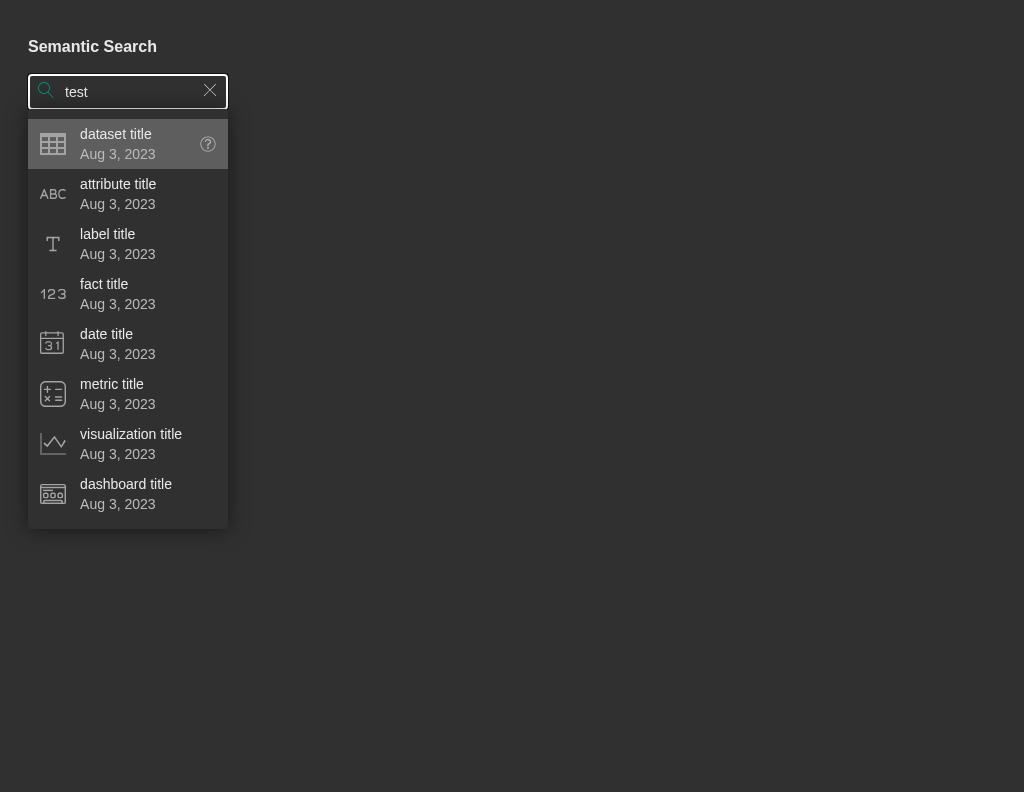 Semantic Search
test
dataset title
Aug 3, 2023
ABC
attribute title
Aug 3, 2023
T
label title
Aug 3, 2023
123
fact title
Aug 3, 2023
31
date title
Aug 3, 2023
metric title
Aug 3, 2023
visualization title
Aug 3, 2023
dashboard title
Aug 3, 2023